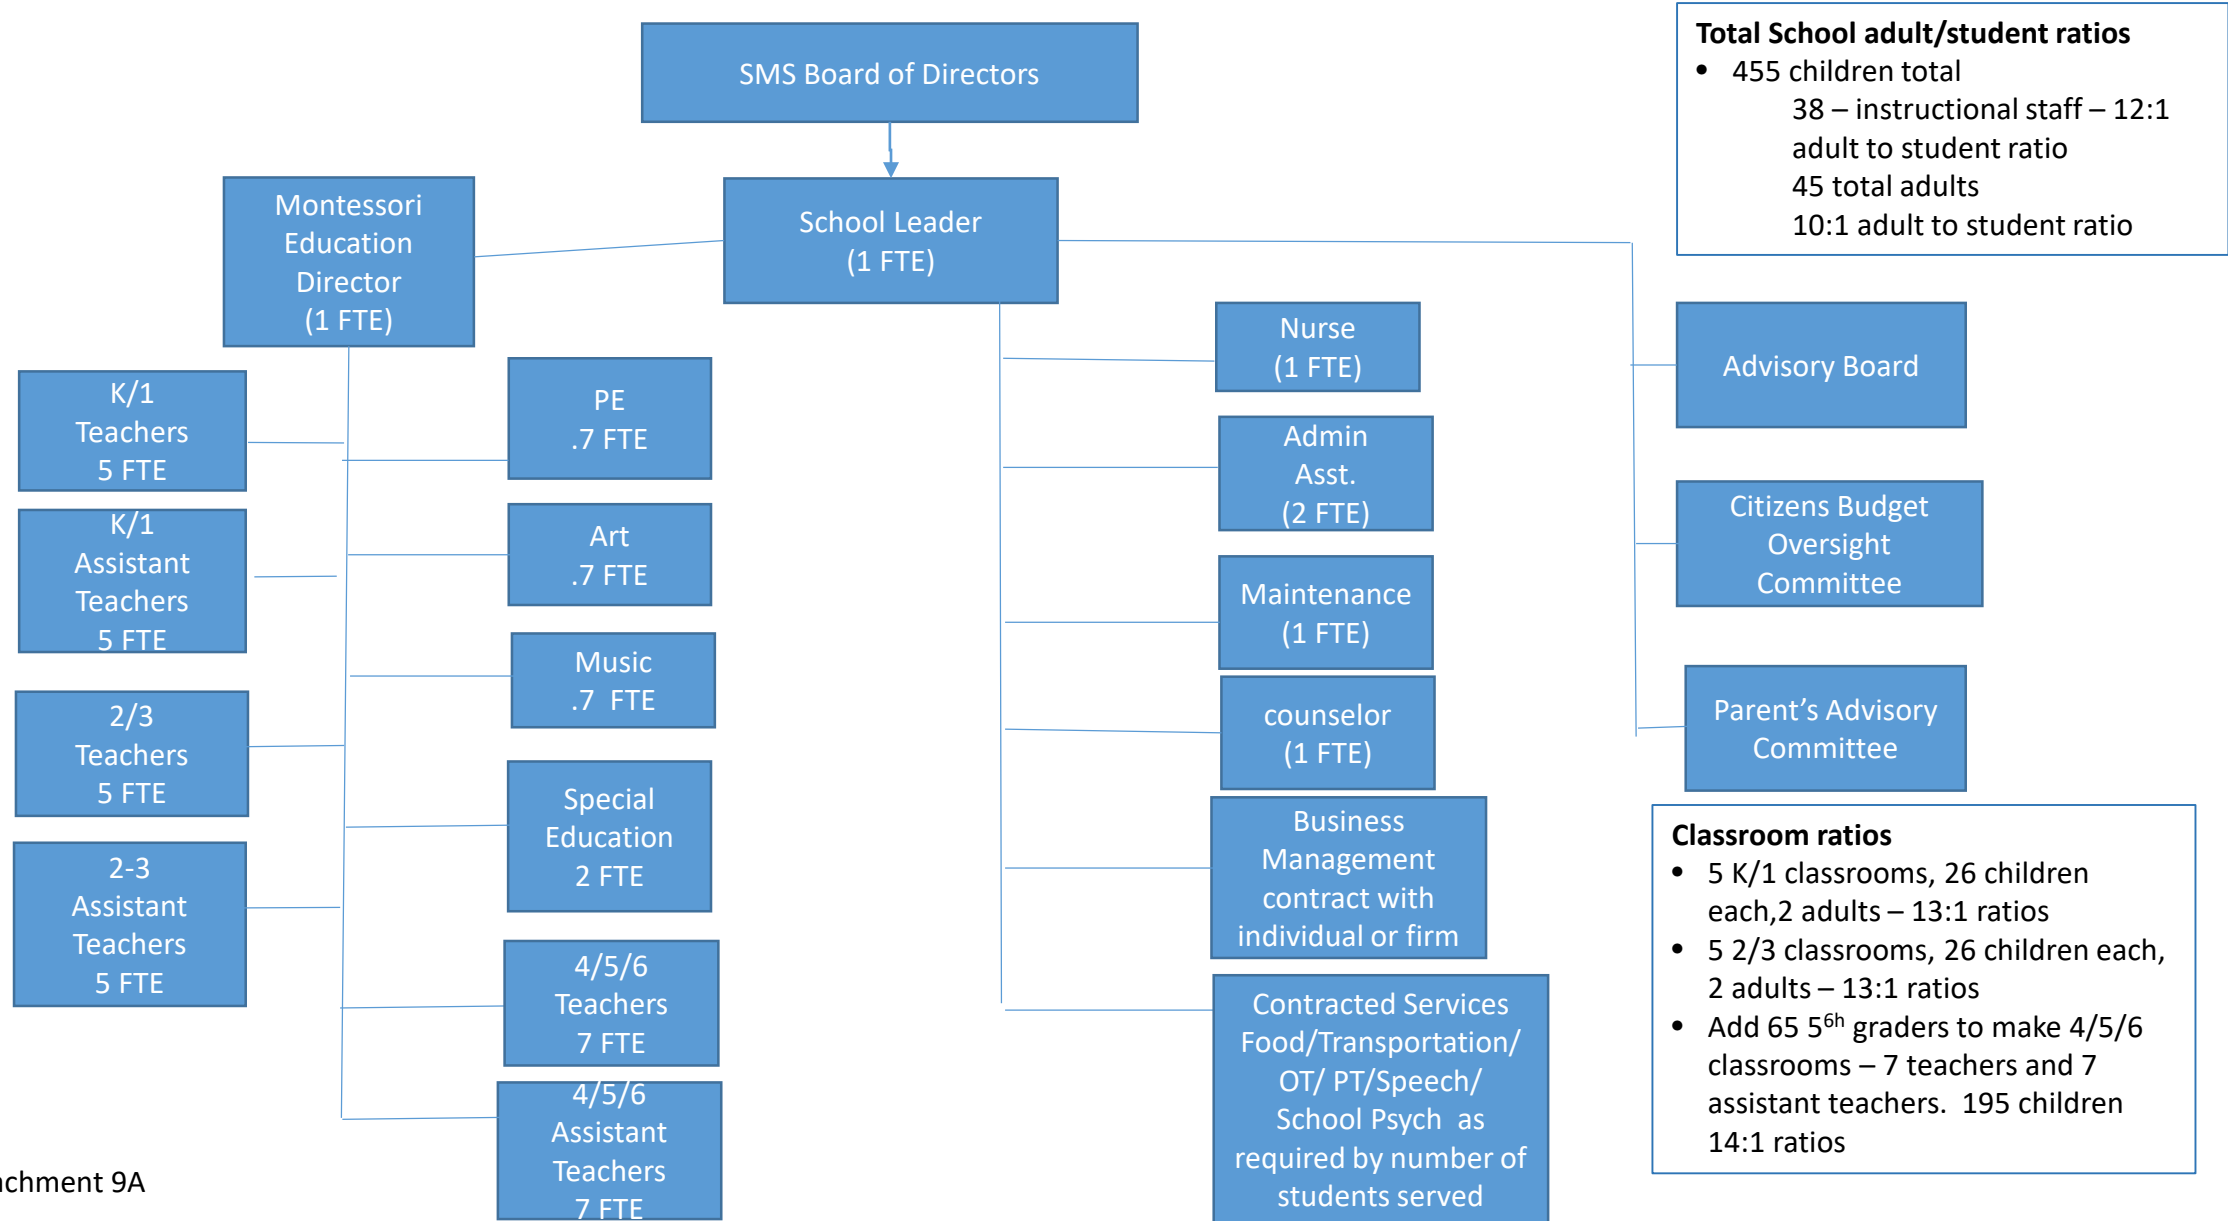 SMS Board of Directors
Total School adult/student ratios
• 455 children total
38 – instructional staff – 12:1
adult to student ratio
45 total adults
10:1 adult to student ratio
Montessori
Education
Director
(1 FTE)
School Leader
(1 FTE)
K/1
Teachers
5 FTE
K/1
Assistant
Teachers
5 FTE
2/3
Teachers
5 FTE
2-3
Assistant
Teachers
5 FTE
PE
.7 FTE
Art
.7 FTE
Music
.7 FTE
Special
Education
2 FTE
4/5/6
Teachers
7 FTE
4/5/6
Assistant
Teachers
7 FTE
Nurse
(1 FTE)
Admin
Asst.
(2 FTE)
Maintenance
(1 FTE)
counselor
(1 FTE)
Business
Management
contract with
individual or firm
Contracted Services
Food/Transportation/
OT/ PT/Speech/
School Psych as
required by number of
students served
Advisory Board
Citizens Budget
Oversight
Committee
Parent’s Advisory
Committee
Classroom ratios
• 5 K/1 classrooms, 26 children
each,2 adults – 13:1 ratios
• 5 2/3 classrooms, 26 children each,
2 adults – 13:1 ratios
• Add 65 56h graders to make 4/5/6
classrooms – 7 teachers and 7
assistant teachers. 195 children
14:1 ratios
achment 9A